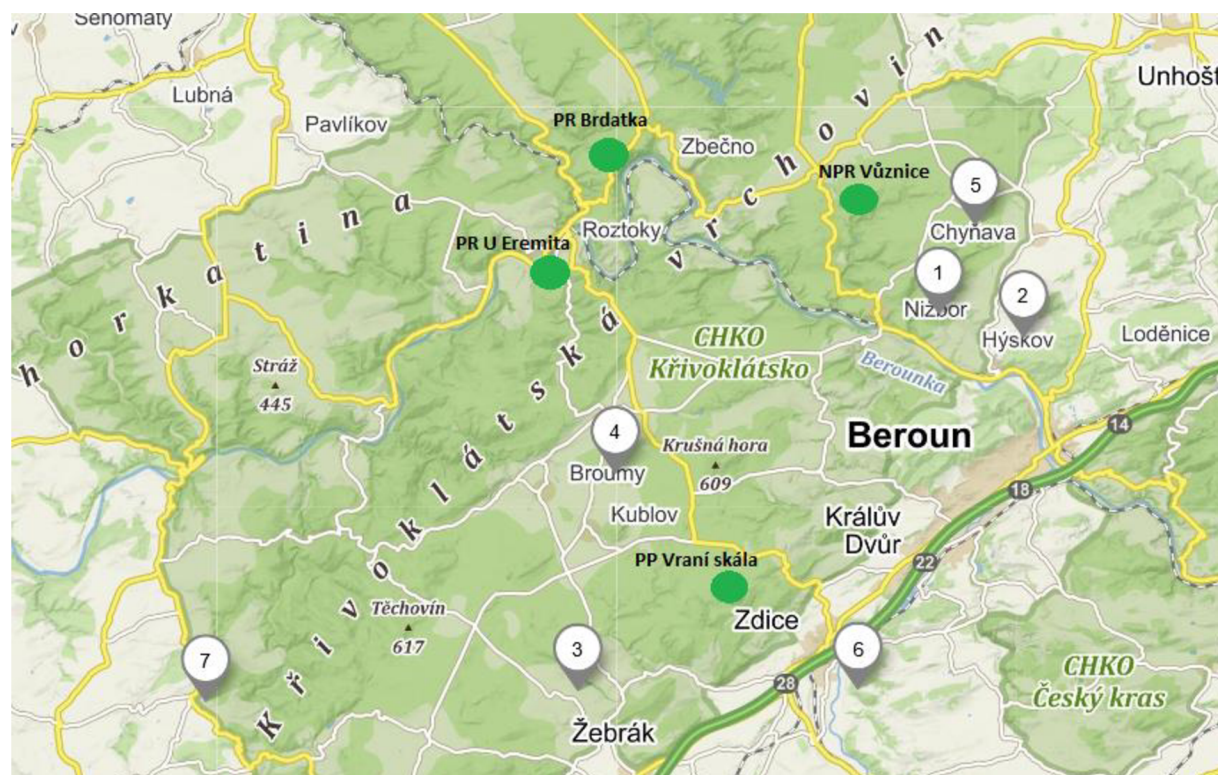 Senomaty
Lubná
Pavlíkov
PR Brdatka
Zbečno
Unhošť
NPR Vůznice
5
Chyňava
Roztoky
PR U Eremita
1
Nižbor
2
Hýskov
Loděnice
CHKO
Křivoklátsko
Berounka
Stráž
445
horkatina
Křivoklátská
vrchovin
4
Broumy
Krušná hora
609
Beroun
14
18
Kublov
Králův
Dvůr
22
PP Vraní skála
Těchovín
617
Zdice
7
3
6
28
Žebrák
CHKO
Český kras